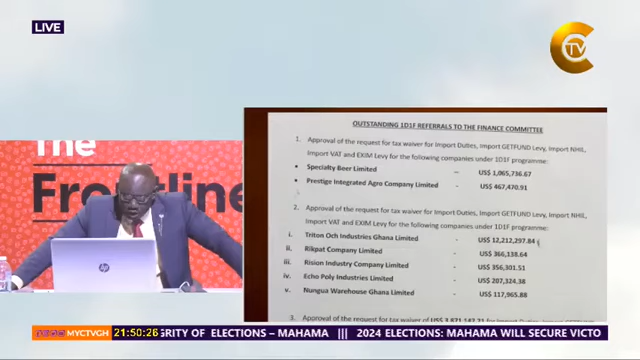 LIVE
C
TV
OUTSTANDING 1D1F REFERRALS TO THE FINANCE COMMITTEE
1. Approval of the request for tax waiver for Import Duties, Import GETFUND Levy, Import NHIL,
Import VAT and EXIM Levy for the following companies under 1D1F programme:
• Specialty Beer Limited – US$ 1,065,736.67
• Prestige Integrated Agro Company Limited - US$ 467,470.91
2. Approval of the request for tax waiver for Import Duties, Import GETFUND Levy, Import NHIL,
Import VAT and EXIM Levy for the following companies under 1D1F programme:
i. Triton Och Industries Ghana Limited - US$ 12,212,297.84
ii. Rikpat Company Limited - US$ 366,138.64
iii. Rision Industry Company Limited - US$ 356,301.51
iv. Echo Poly Industries Limited - US$ 207,324.38
v. Nungua Warehouse Ghana Limited - US$ 117,965.88
3. Approval of the request for tax waiver of
The
Frontline
hp
MYCTVGH 21:50:26 GRITY OF ELECTIONS – MAHAMA ||| 2024 ELECTIONS: MAHAMA WILL SECURE VICTO